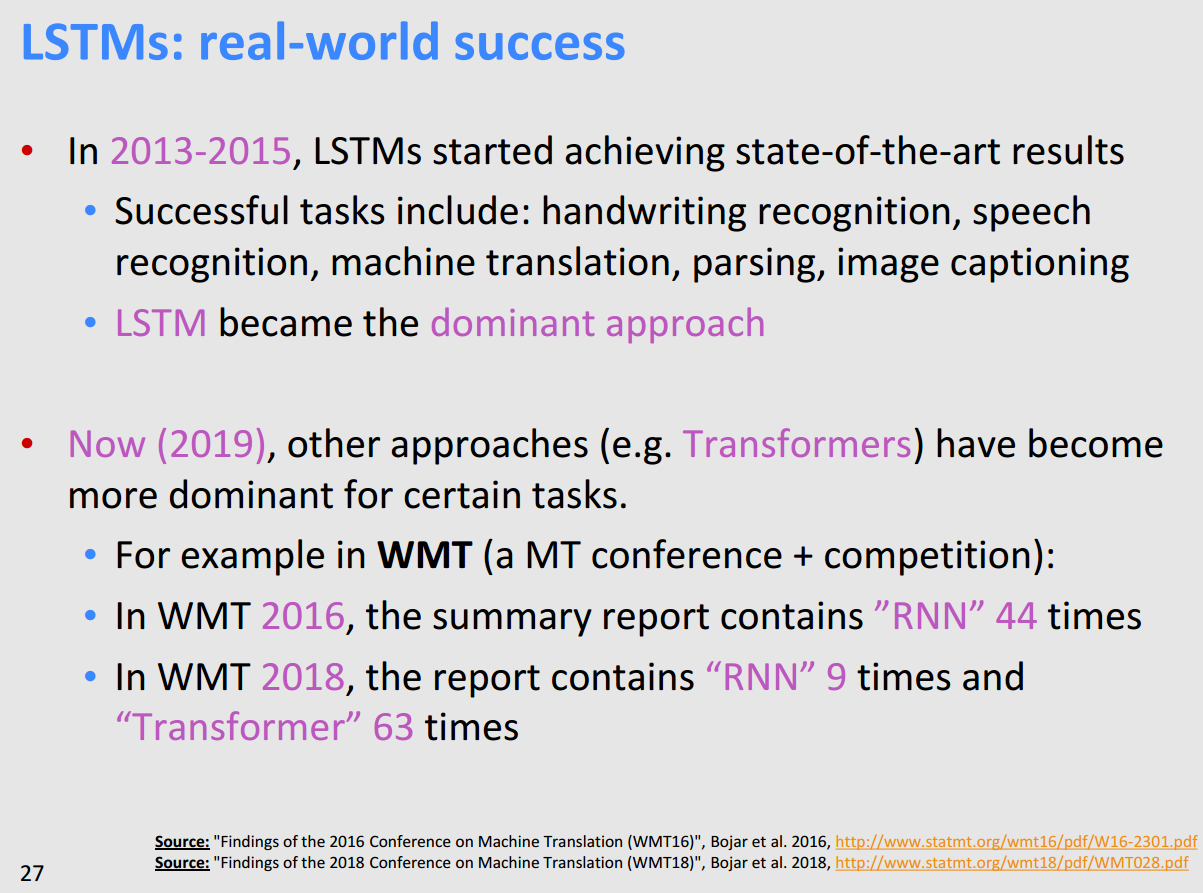 LSTMs: real-world success
• In 2013-2015, LSTMs started achieving state-of-the-art results
• Successful tasks include: handwriting recognition, speech
recognition, machine translation, parsing, image captioning
• LSTM became the dominant approach
• Now (2019), other approaches (e.g. Transformers) have become
more dominant for certain tasks.
• For example in WMT (a MT conference + competition):
• In WMT 2016, the summary report contains ”RNN” 44 times
• In WMT 2018, the report contains “RNN” 9 times and
“Transformer” 63 times
Source: "Findings of the 2016 Conference on Machine Translation (WMT16)", Bojar et al. 2016, http://www.statmt.org/wmt16/pdf/W16-2301.pdf
Source: "Findings of the 2018 Conference on Machine Translation (WMT18)", Bojar et al. 2018, http://www.statmt.org/wmt18/pdf/WMT028.pdf
27